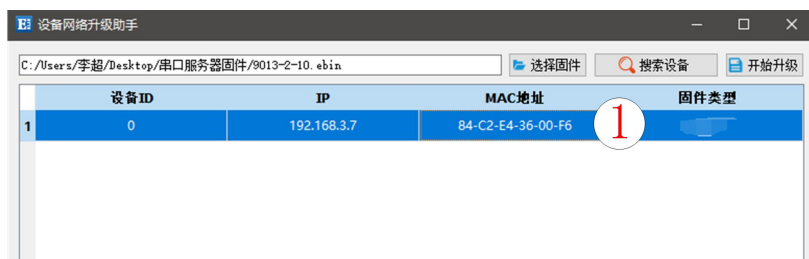 设备网络升级助手
C:/Users/李超/Desktop/串口服务器固件/9013-2-10.ebin 选择固件 搜索设备 开始升级
设备ID IP MAC地址 固件类型
1 0 192.168.3.7 84-C2-E4-36-00-F6 1